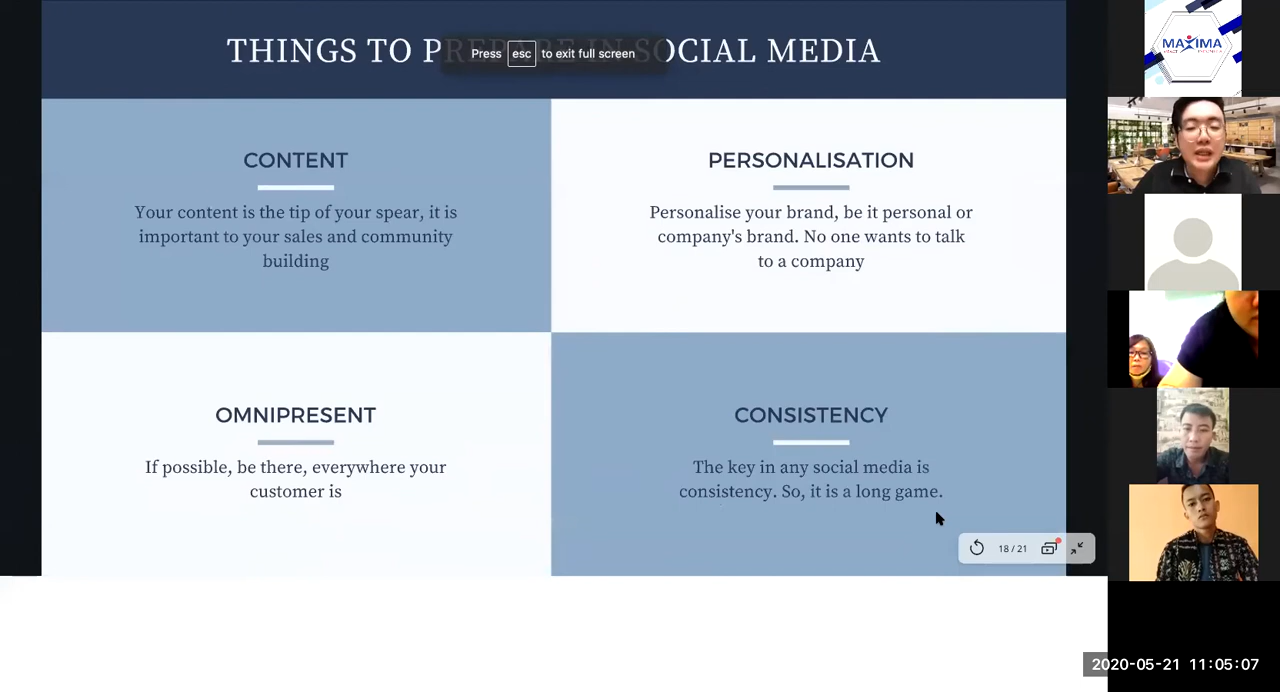 THINGS TO PREPARE IN SOCIAL MEDIA
Press esc to exit full screen
CONTENT
Your content is the tip of your spear, it is
important to your sales and community
building
PERSONALISATION
Personalise your brand, be it personal or
company's brand. No one wants to talk
to a company
OMNIPRESENT
If possible, be there, everywhere your
customer is
CONSISTENCY
The key in any social media is
consistency. So, it is a long game.
18 / 21
MAXIMA
2020-05-21 11:05:07